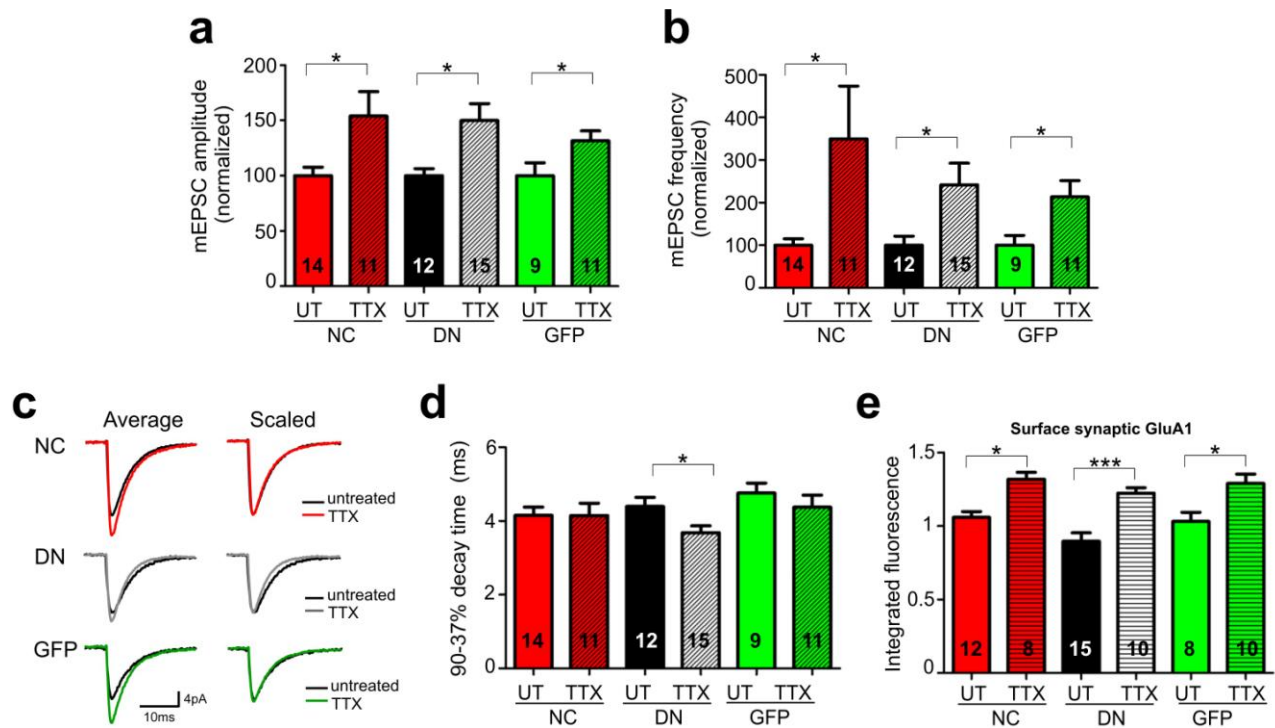 a
mEPSC amplitude
(normalized)
200
150
100
50
0
*
*
*
14
11
12
15
9
11
UT TTX UT TTX UT TTX
NC DN GFP
b
mEPSC frequency
(normalized)
500
400
300
200
100
0
*
*
*
14
11
12
15
9
11
UT TTX UT TTX UT TTX
NC DN GFP
c
Average Scaled
NC
untreated
TTX
untreated
TTX
DN
untreated
TTX
untreated
TTX
GFP
untreated
TTX
4pA
10ms
d
90-37% decay time (ms)
6
4
2
0
*
14
11
12
15
9
11
UT TTX UT TTX UT TTX
NC DN GFP
e
Surface synaptic GluA1
Integrated fluorescence
1.5
1
0.5
0
*
***
*
12
8
15
10
8
10
UT TTX UT TTX UT TTX
NC DN GFP